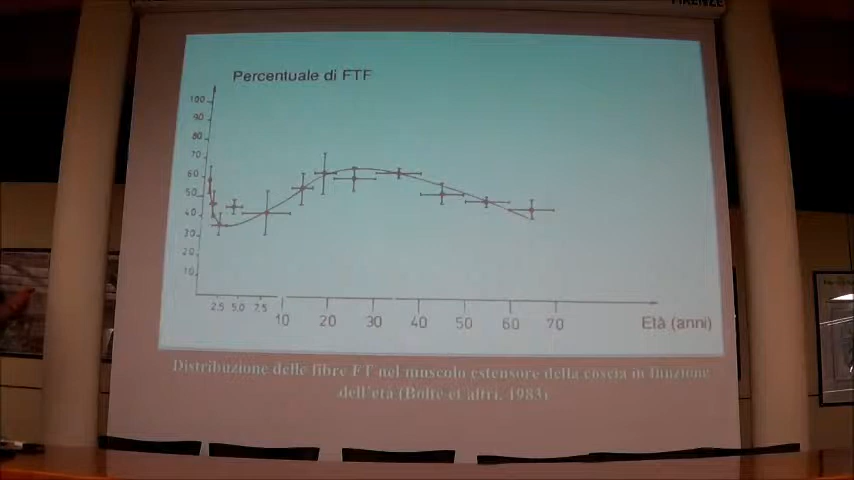 FIRENZE
Percentuale di FTF
100
90
80
70
60
50
40
30
20
10
2.5 5.0 7.5
10 20 30 40 50 60 70
Età (anni)
Distribuzione delle fibre FT nel muscolo estensore della coscia in funzione
dell'età (Bolte et altri, 1983)